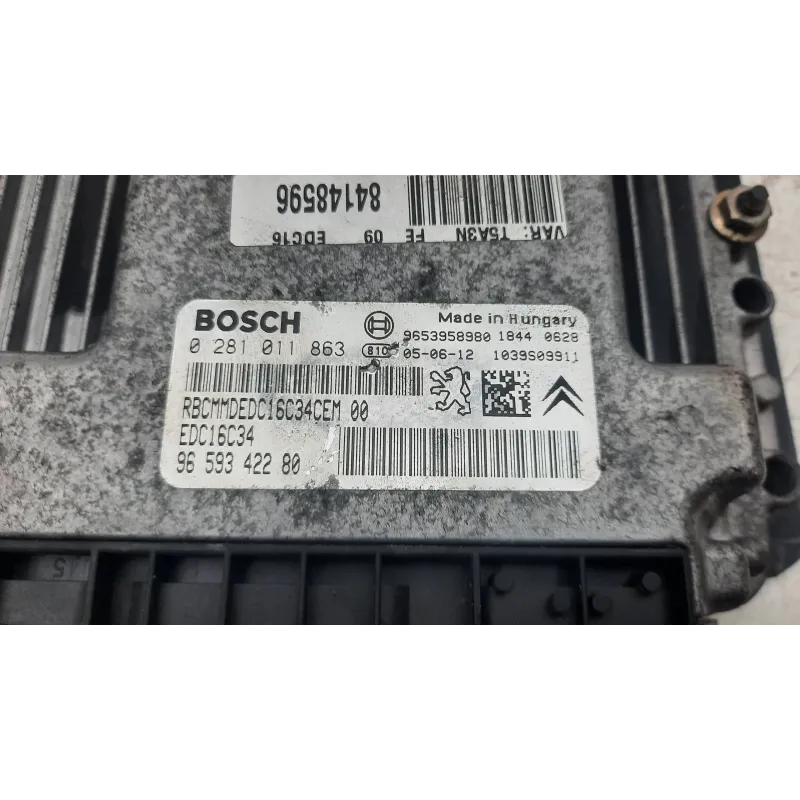 84148596
VAR: T5A3N FE 09 EDC16
BOSCH
Made in Hungary
0 281 011 863
810
9653958980 1844 0628
05-06-12 1039S09911
RBCMMDEDC16C34CEM 00
EDC16C34
96 593 422 80